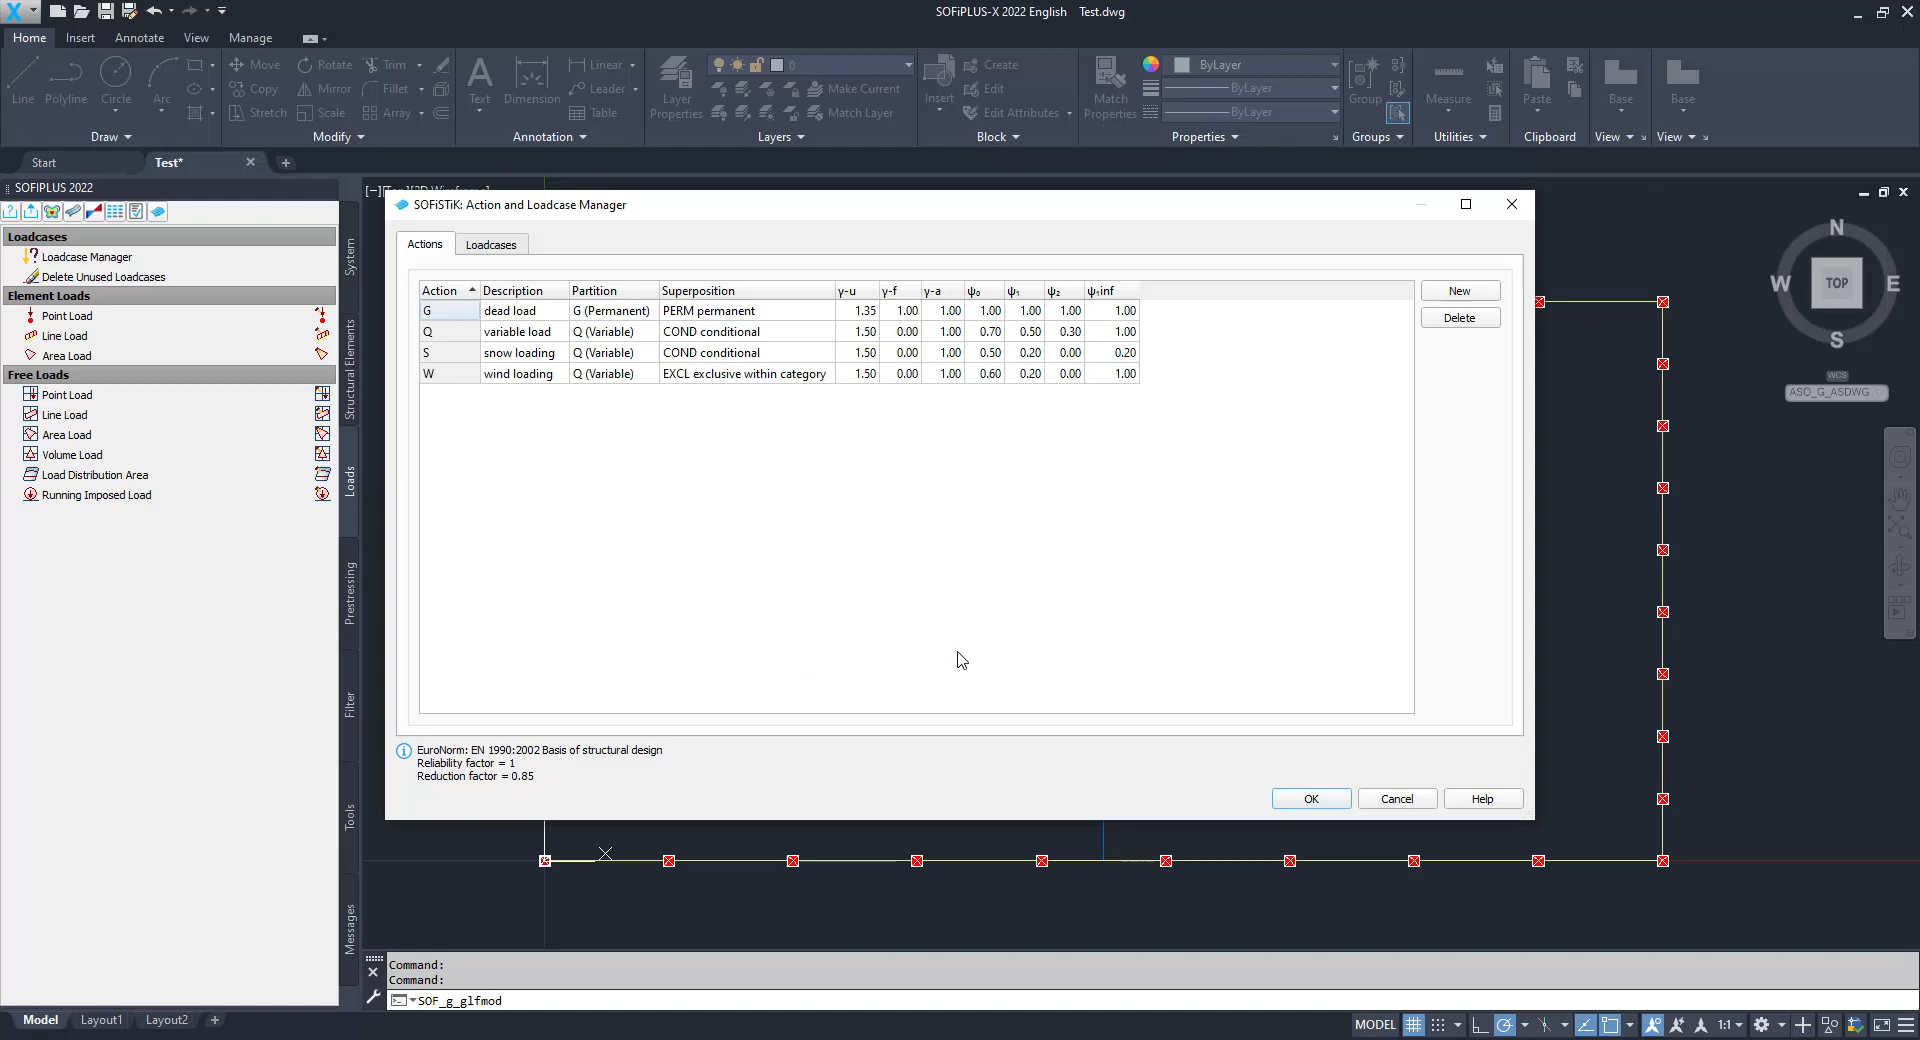 SOFiPLUS-X 2022 English Test.dwg
Home Insert Annotate View Manage
Line Polyline Circle Arc
Move Rotate Trim
Copy Mirror Fillet
Stretch Scale Array
Text Dimension
Linear
Leader
Table
Layer Properties
0
Make Current
Match Layer
Insert
Create
Edit
Edit Attributes
Match Properties
ByLayer
ByLayer
ByLayer
Group
Measure
Paste
Base
Base
Draw Modify Annotation Layers Block Properties Groups Utilities Clipboard View View
Start Test*
SOFIPLUS 2022
Loadcases
Loadcase Manager
Delete Unused Loadcases
Element Loads
Point Load
Line Load
Area Load
Free Loads
Point Load
Line Load
Area Load
Volume Load
Load Distribution Area
Running Imposed Load
System
Structural Elements
Loads
Prestressing
Filter
Tools
Messages
SOFiSTiK: Action and Loadcase Manager
Actions Loadcases
Action Description Partition Superposition γ-u γ-f γ-a ψ₀ ψ₁ ψ₂ ψ₁inf
G dead load G (Permanent) PERM permanent 1.35 1.00 1.00 1.00 1.00 1.00 1.00
Q variable load Q (Variable) COND conditional 1.50 0.00 1.00 0.70 0.50 0.30 1.00
S snow loading Q (Variable) COND conditional 1.50 0.00 1.00 0.50 0.20 0.00 0.20
W wind loading Q (Variable) EXCL exclusive within category 1.50 0.00 1.00 0.60 0.20 0.00 1.00
New
Delete
EuroNorm: EN 1990:2002 Basis of structural design
Reliability factor = 1
Reduction factor = 0.85
OK Cancel Help
N
W TOP E
S
WCS
ASO_G_ASDWG
X
Command:
Command:
SOF_g_glfmod
Model Layout1 Layout2
MODEL 1:1